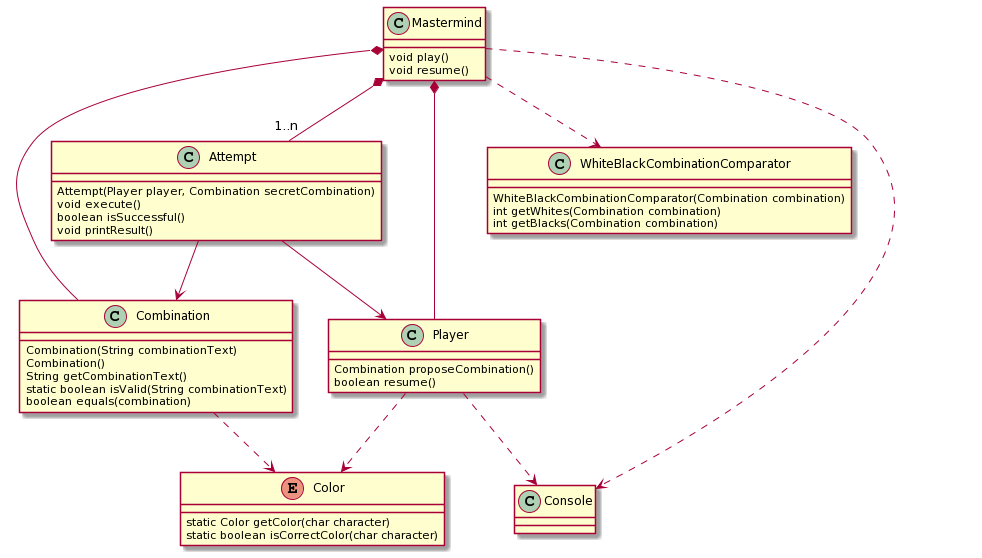 C Mastermind
void play()
void resume()
1..n
C Attempt
Attempt(Player player, Combination secretCombination)
void execute()
boolean isSuccessful()
void printResult()
C WhiteBlackCombinationComparator
WhiteBlackCombinationComparator(Combination combination)
int getWhites(Combination combination)
int getBlacks(Combination combination)
C Combination
Combination(String combinationText)
Combination()
String getCombinationText()
static boolean isValid(String combinationText)
boolean equals(combination)
C Player
Combination proposeCombination()
boolean resume()
E Color
static Color getColor(char character)
static boolean isCorrectColor(char character)
C Console